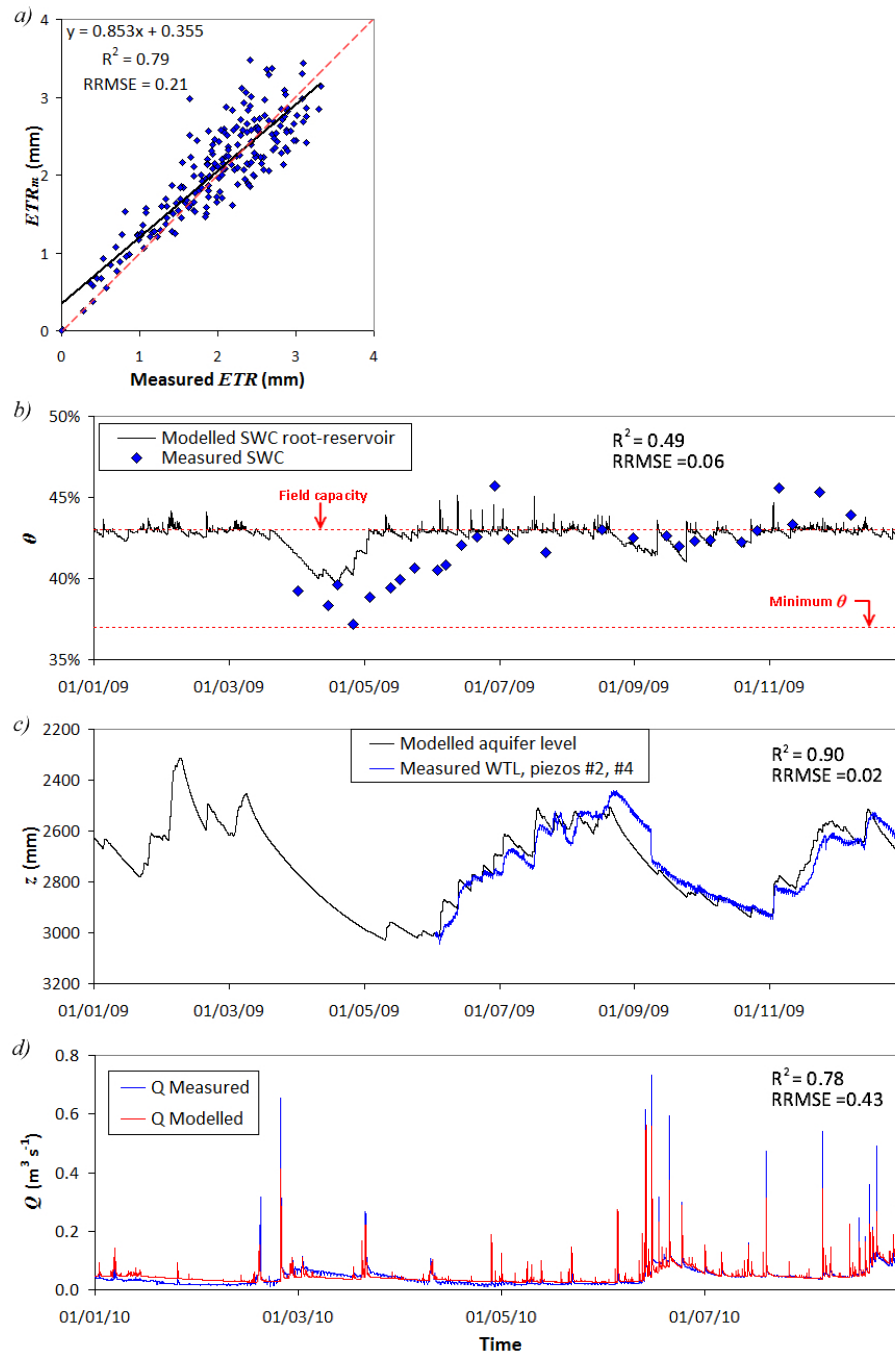 a)
y = 0.853x + 0.355
R² = 0.79
RRMSE = 0.21
4
3
2
1
0
ETRm (mm)
0 1 2 3 4
Measured ETR (mm)
b)
50%
45%
40%
35%
θ
Modelled SWC root-reservoir
Measured SWC
R² = 0.49
RRMSE =0.06
Field capacity
Minimum θ
01/01/09 01/03/09 01/05/09 01/07/09 01/09/09 01/11/09
c)
2200
2400
2600
2800
3000
3200
z (mm)
Modelled aquifer level
Measured WTL, piezos #2, #4
R² = 0.90
RRMSE =0.02
01/01/09 01/03/09 01/05/09 01/07/09 01/09/09 01/11/09
d)
0.8
0.6
0.4
0.2
0.0
Q (m³ s⁻¹)
Q Measured
Q Modelled
R² = 0.78
RRMSE =0.43
01/01/10 01/03/10 01/05/10 01/07/10
Time